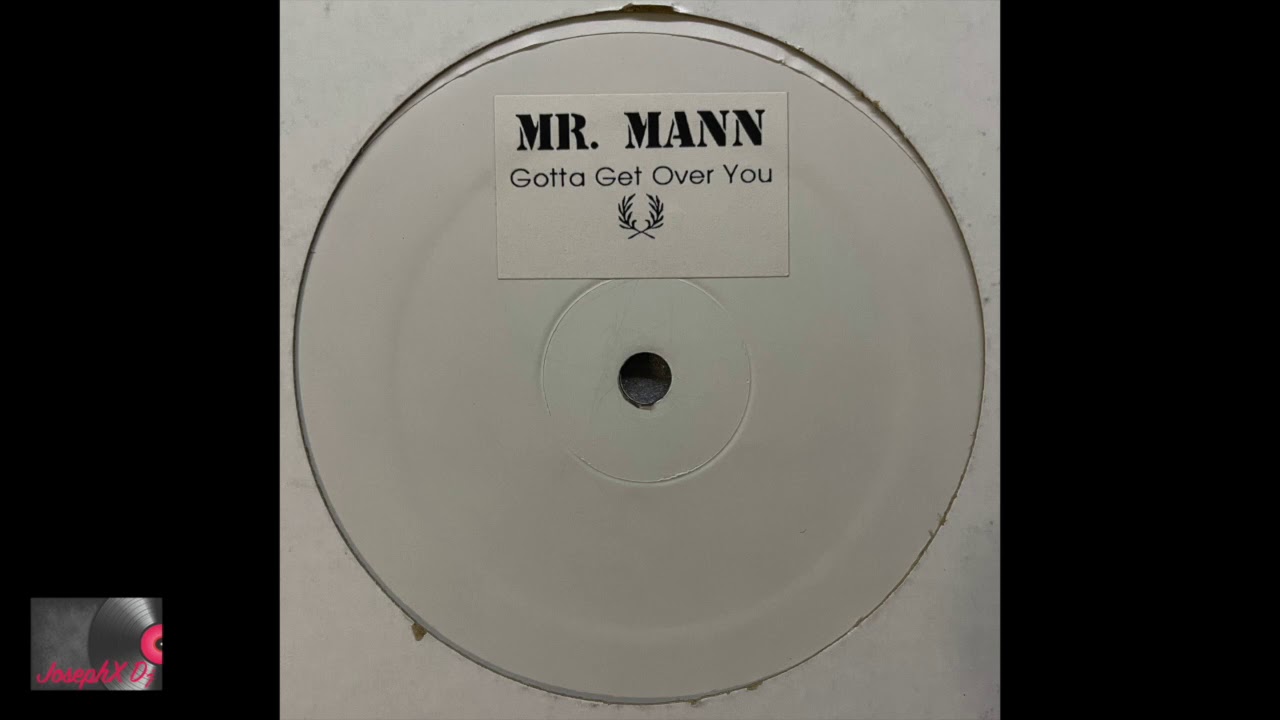 MR. MANN
Gotta Get Over You
JosephX Dj